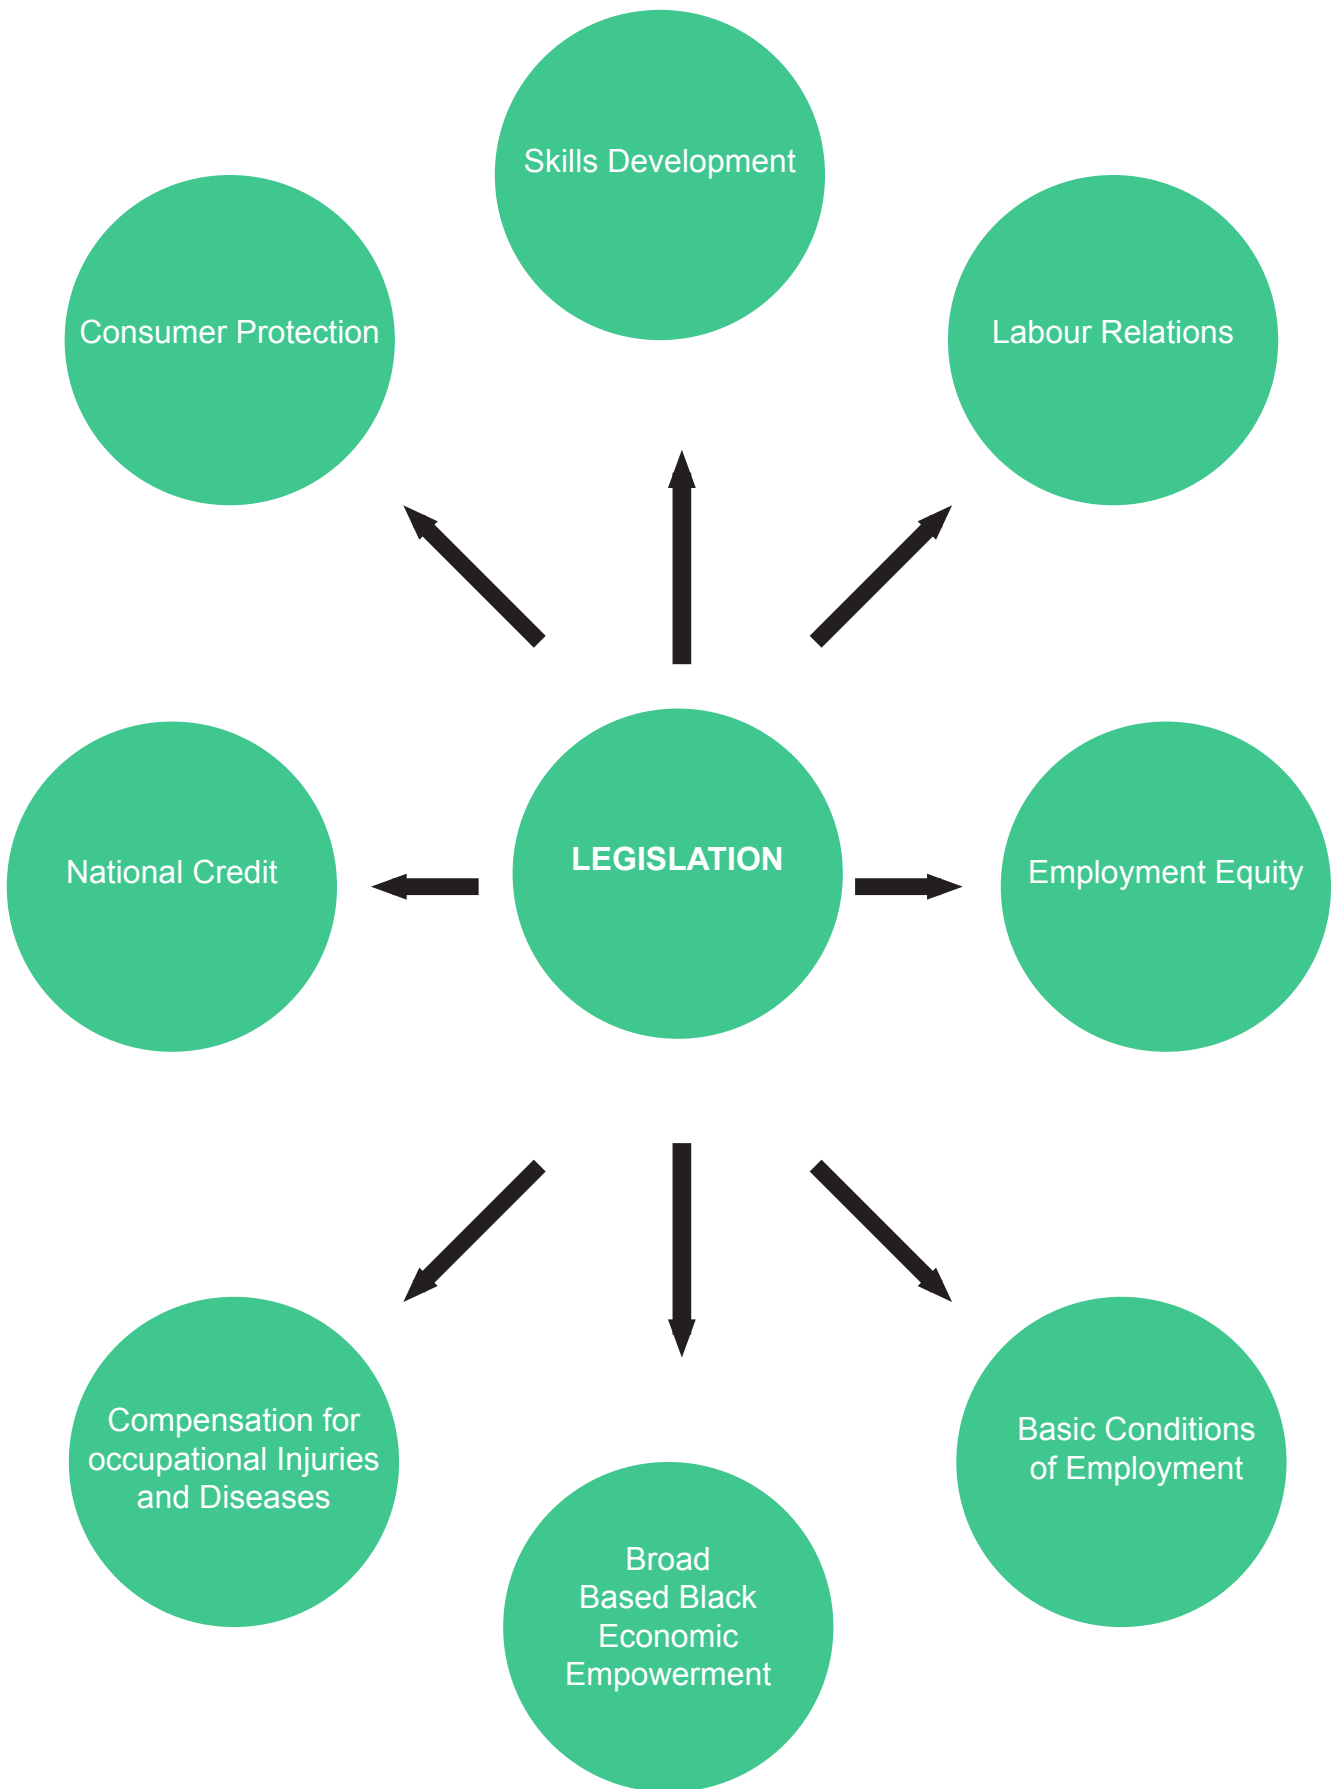 Skills Development
Consumer Protection
Labour Relations
National Credit
LEGISLATION
Employment Equity
Compensation for
occupational Injuries
and Diseases
Basic Conditions
of Employment
Broad
Based Black
Economic
Empowerment